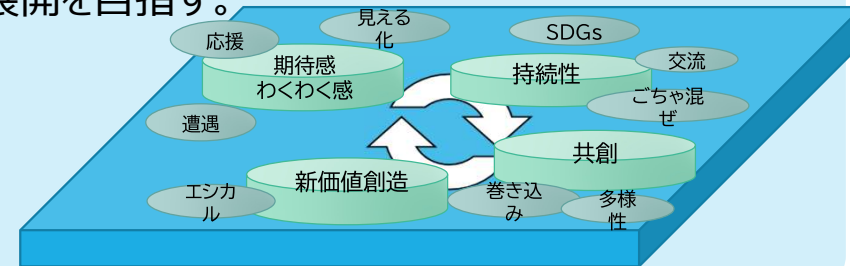 展開を目指す。
見える
化
応援
SDGs
期待感
わくわく感
持続性
交流
ごちゃ混
ぜ
遭遇
共創
新価値創造
エシカ
ル
巻き込
み
多様
性